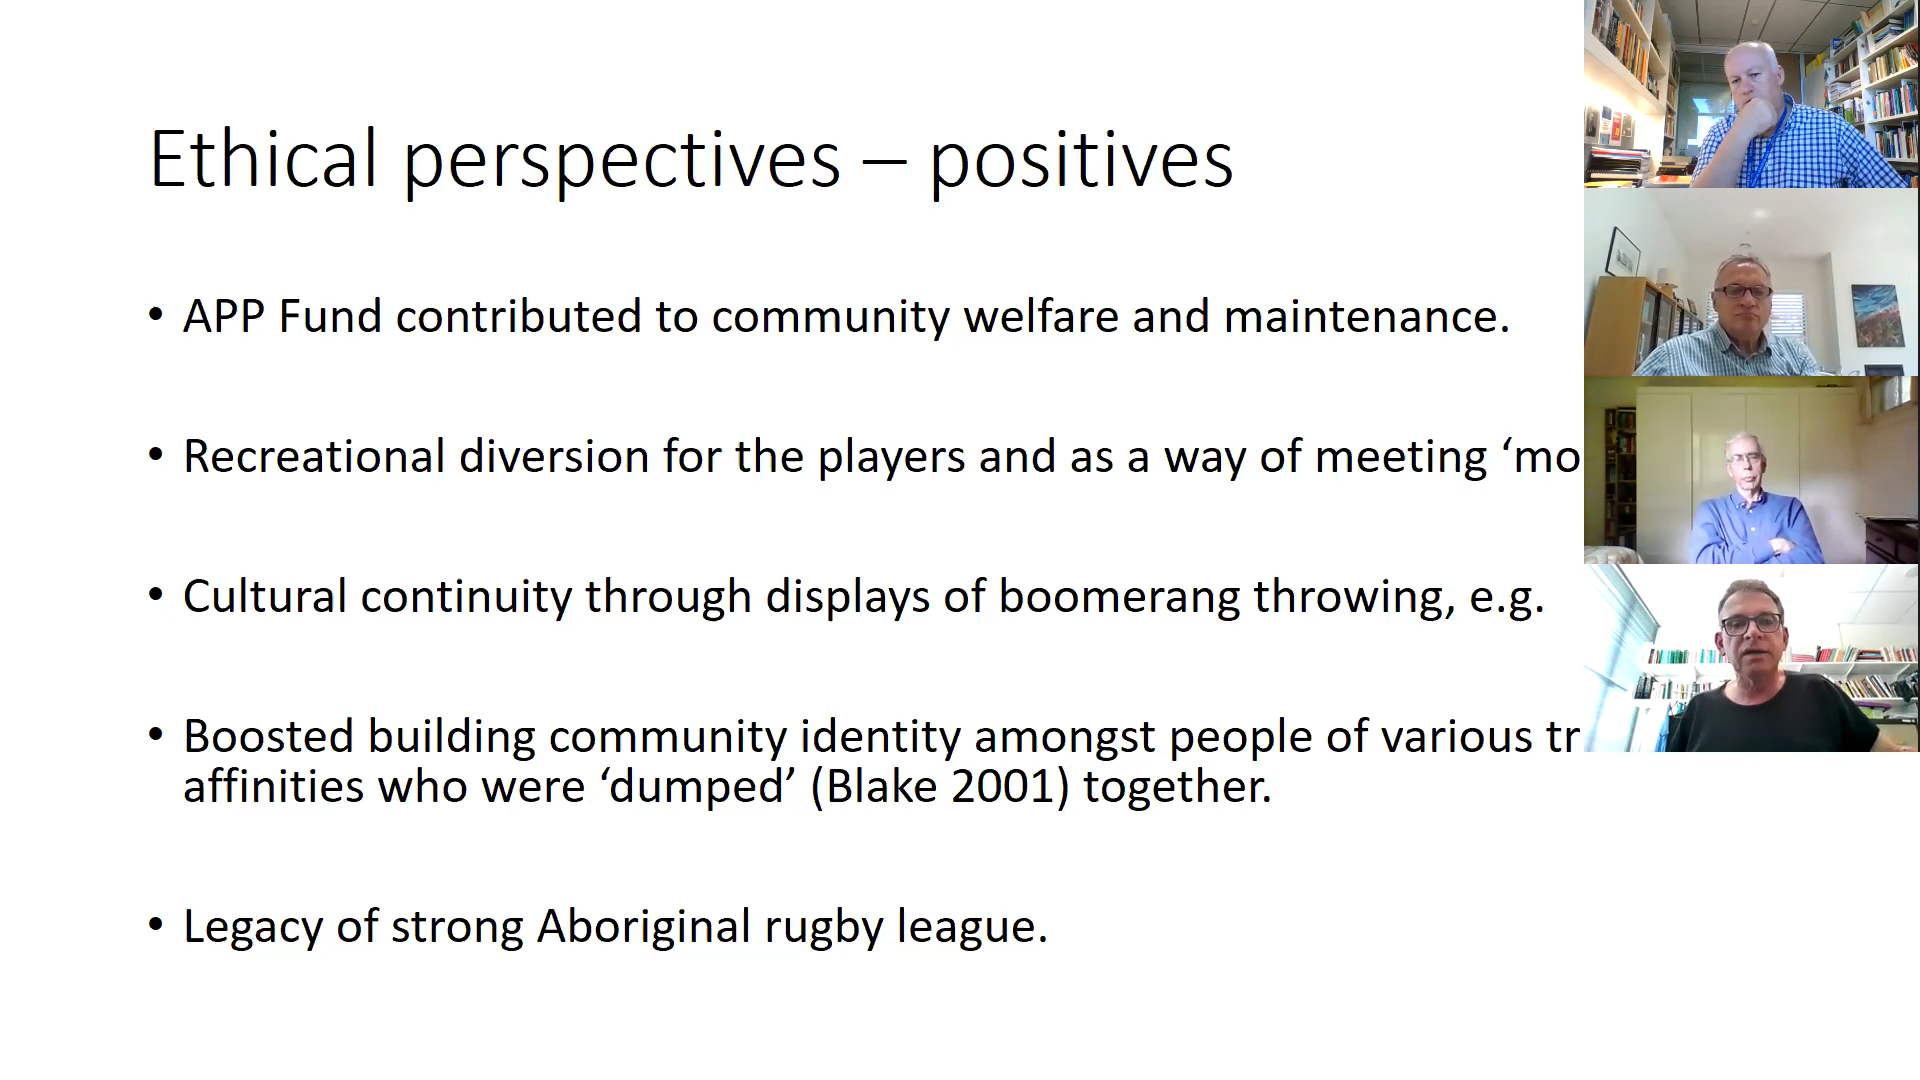 Ethical perspectives – positives
• APP Fund contributed to community welfare and maintenance.
• Recreational diversion for the players and as a way of meeting ‘mo
• Cultural continuity through displays of boomerang throwing, e.g.
• Boosted building community identity amongst people of various tr
affinities who were ‘dumped’ (Blake 2001) together.
• Legacy of strong Aboriginal rugby league.